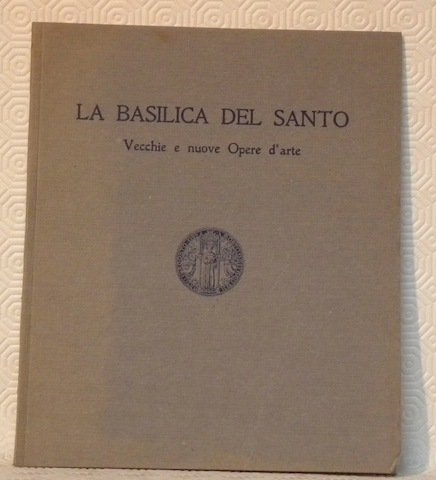 LA BASILICA DEL SANTO
Vecchie e nuove Opere d'arte